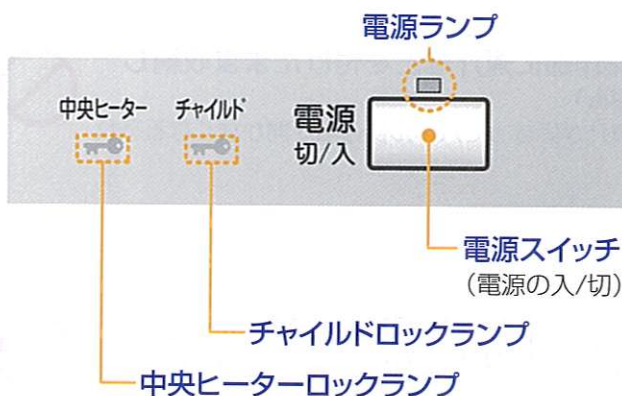 電源ランプ
中央ヒーター チャイルド 電源
切/入
電源スイッチ
(電源の入/切)
チャイルドロックランプ
中央ヒーターロックランプ